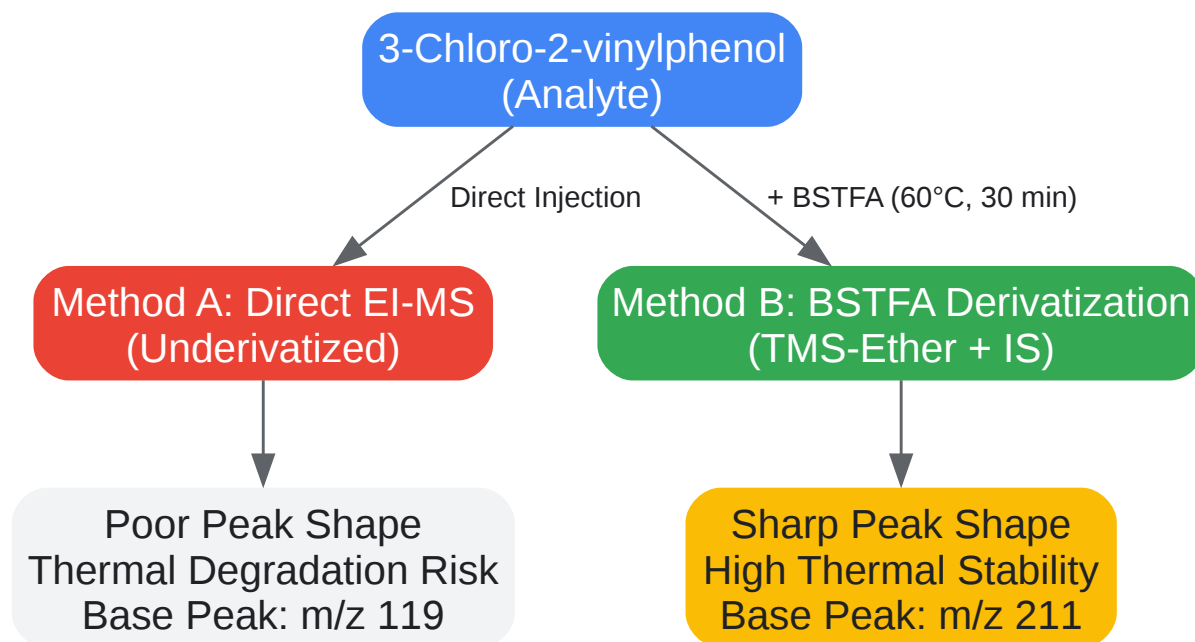 3-Chloro-2-vinylphenol
(Analyte)
Direct Injection
+ BSTFA (60°C, 30 min)
Method A: Direct EI-MS
(Underivatized)
Method B: BSTFA Derivatization
(TMS-Ether + IS)
Poor Peak Shape
Thermal Degradation Risk
Base Peak: m/z 119
Sharp Peak Shape
High Thermal Stability
Base Peak: m/z 211